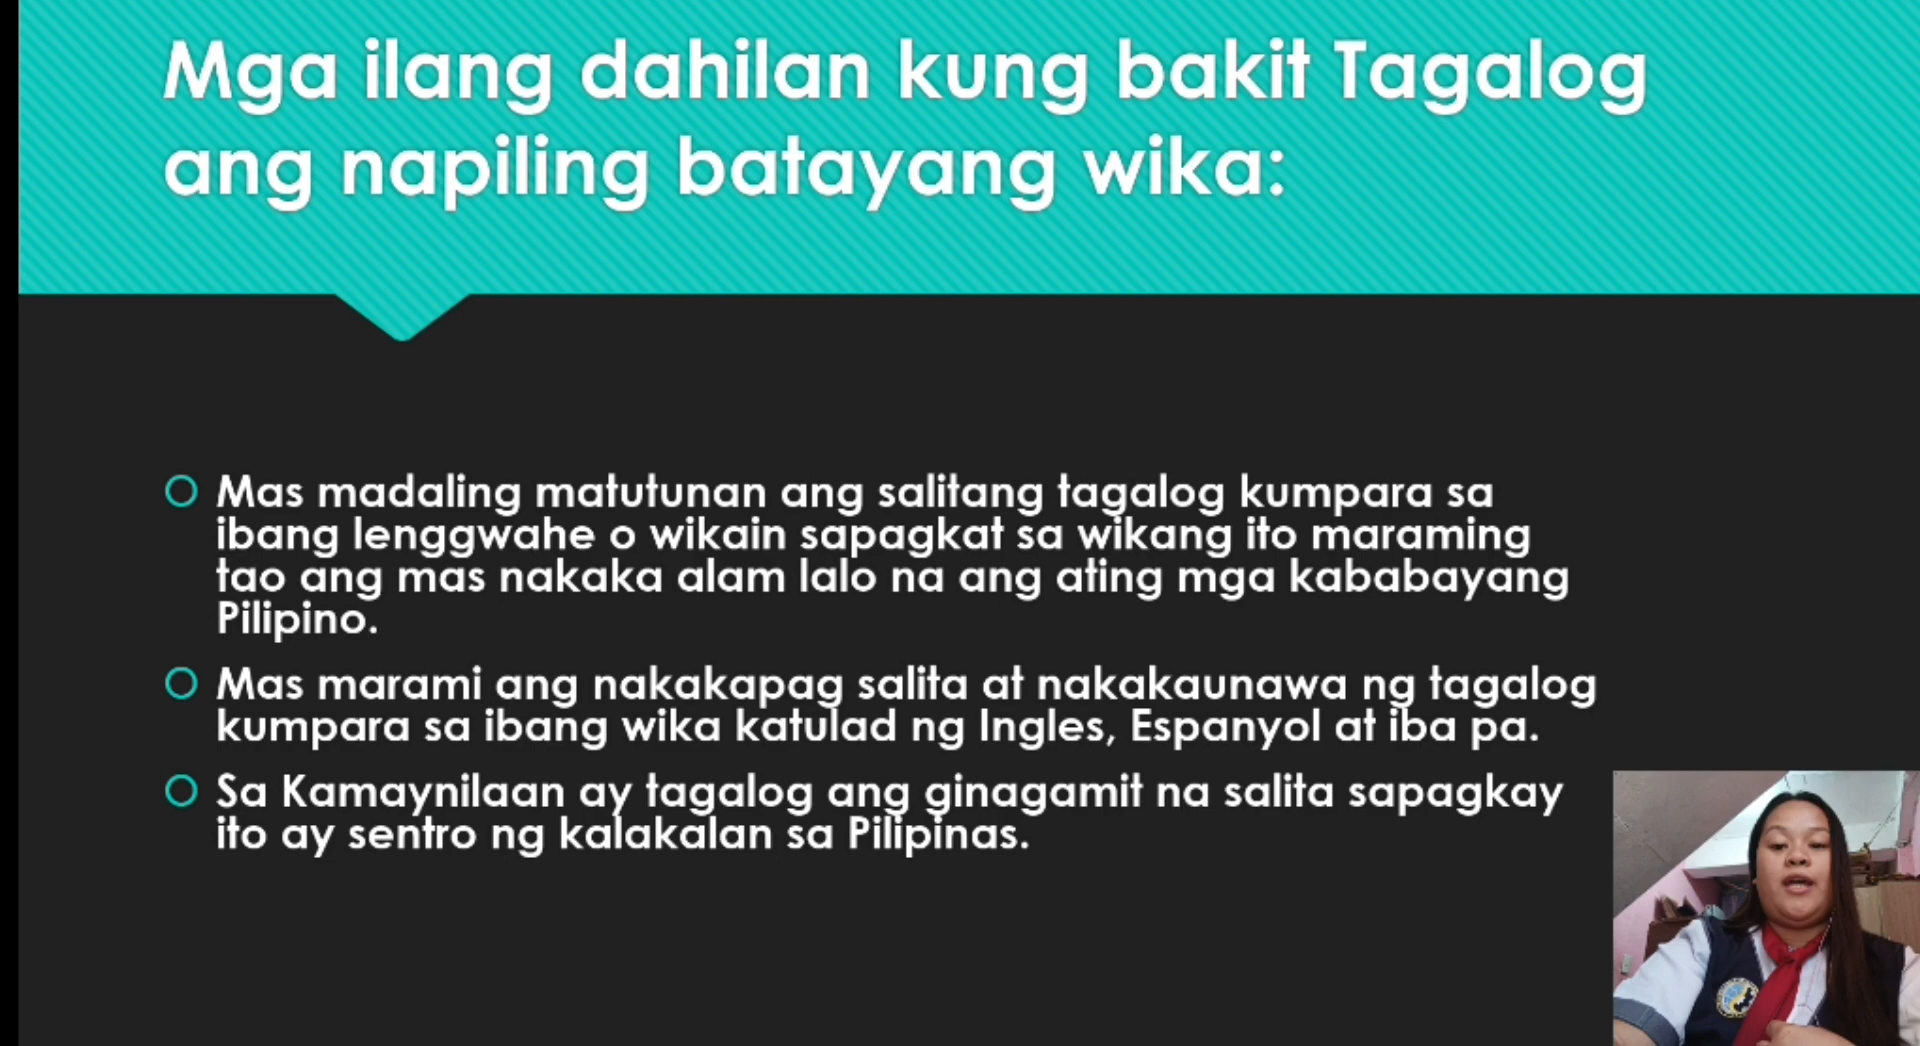 Mga ilang dahilan kung bakit Tagalog
ang napiling batayang wika:
Mas madaling matutunan ang salitang tagalog kumpara sa
ibang lenggwahe o wikain sapagkat sa wikang ito maraming
tao ang mas nakaka alam lalo na ang ating mga kababayang
Pilipino.
Mas marami ang nakakapag salita at nakakaunawa ng tagalog
kumpara sa ibang wika katulad ng Ingles, Espanyol at iba pa.
Sa Kamaynilaan ay tagalog ang ginagamit na salita sapagkay
ito ay sentro ng kalakalan sa Pilipinas.